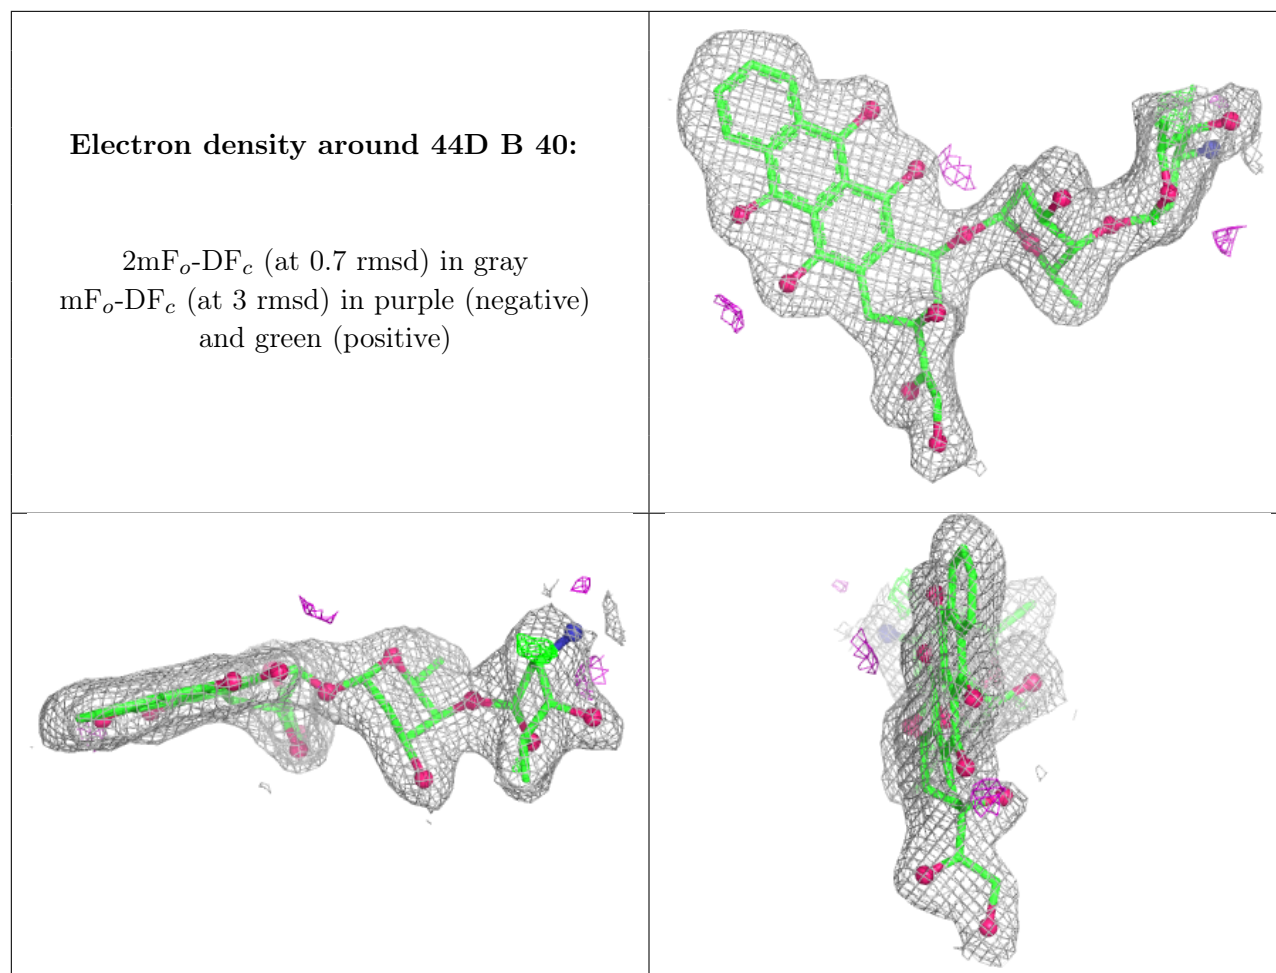 Electron density around 44D B 40:
2mFo-DFc (at 0.7 rmsd) in gray
mFo-DFc (at 3 rmsd) in purple (negative)
and green (positive)